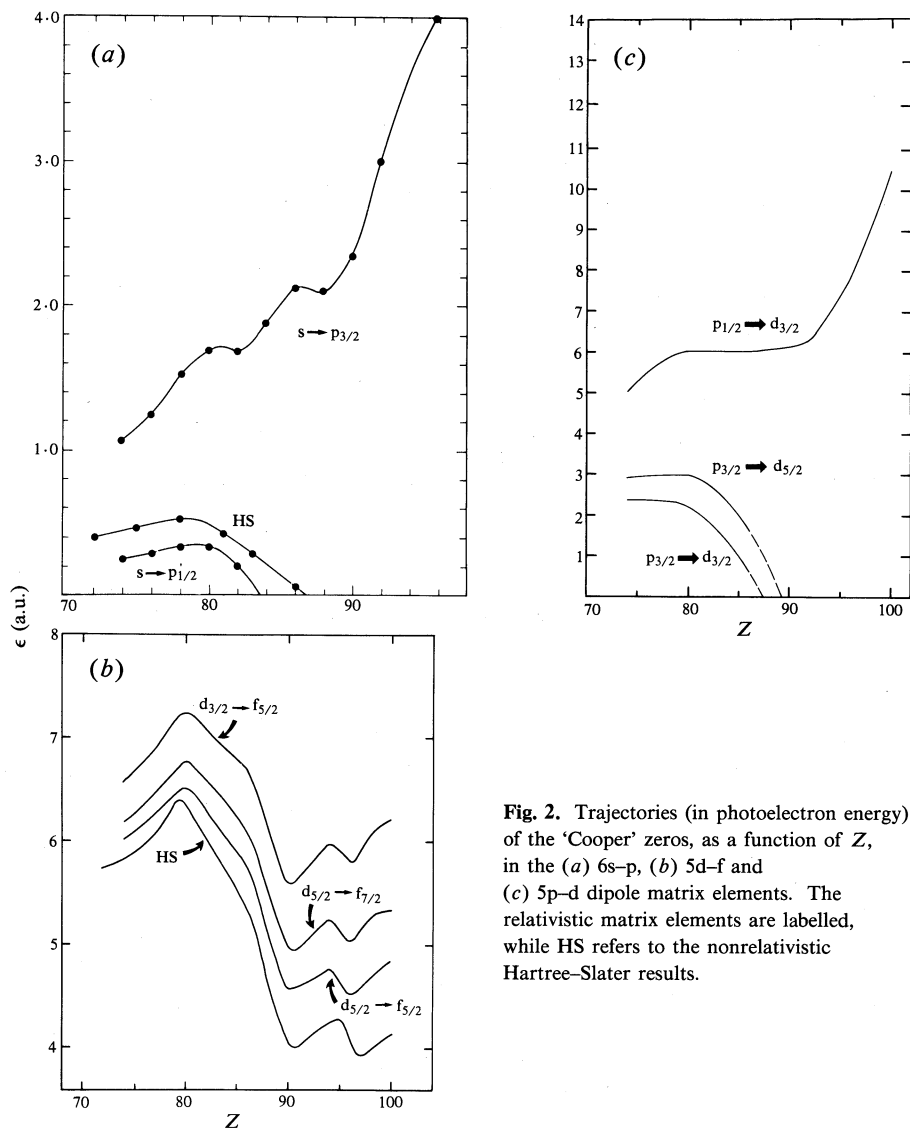 4·0
3·0
2·0
1·0
(a)
s → p3/2
HS
s → p1/2
70 80 90
ϵ (a.u.)
14
13
12
11
10
9
8
7
6
5
4
3
2
1
(c)
p1/2 ➡ d3/2
p3/2 ➡ d5/2
p3/2 ➡ d3/2
70 80 90 100
Z
8
7
6
5
4
(b)
d3/2 → f5/2
HS
d5/2 → f7/2
d5/2 → f5/2
70 80 90 100
Z
Fig. 2. Trajectories (in photoelectron energy)
of the ‘Cooper’ zeros, as a function of Z,
in the (a) 6s–p, (b) 5d–f and
(c) 5p–d dipole matrix elements. The
relativistic matrix elements are labelled,
while HS refers to the nonrelativistic
Hartree–Slater results.